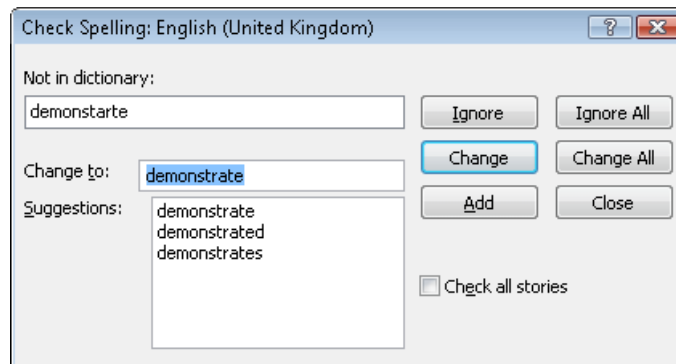 Check Spelling: English (United Kingdom)
Not in dictionary:
demonstarte
Ignore
Ignore All
Change to:
demonstrate
Change
Change All
Suggestions:
demonstrate
demonstrated
demonstrates
Add
Close
Check all stories